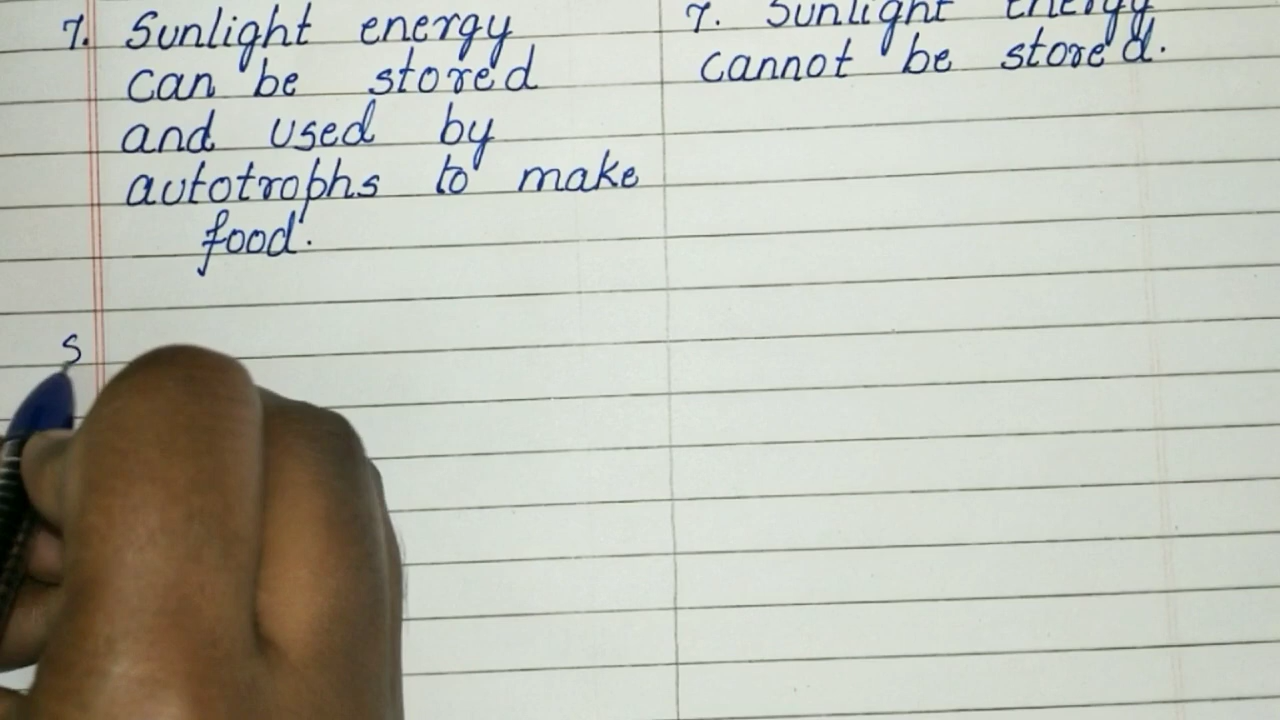 7. Sunlight energy
can be stored
and used by
autotrophs to make
food.
7. Sunlight energy
cannot be stored.